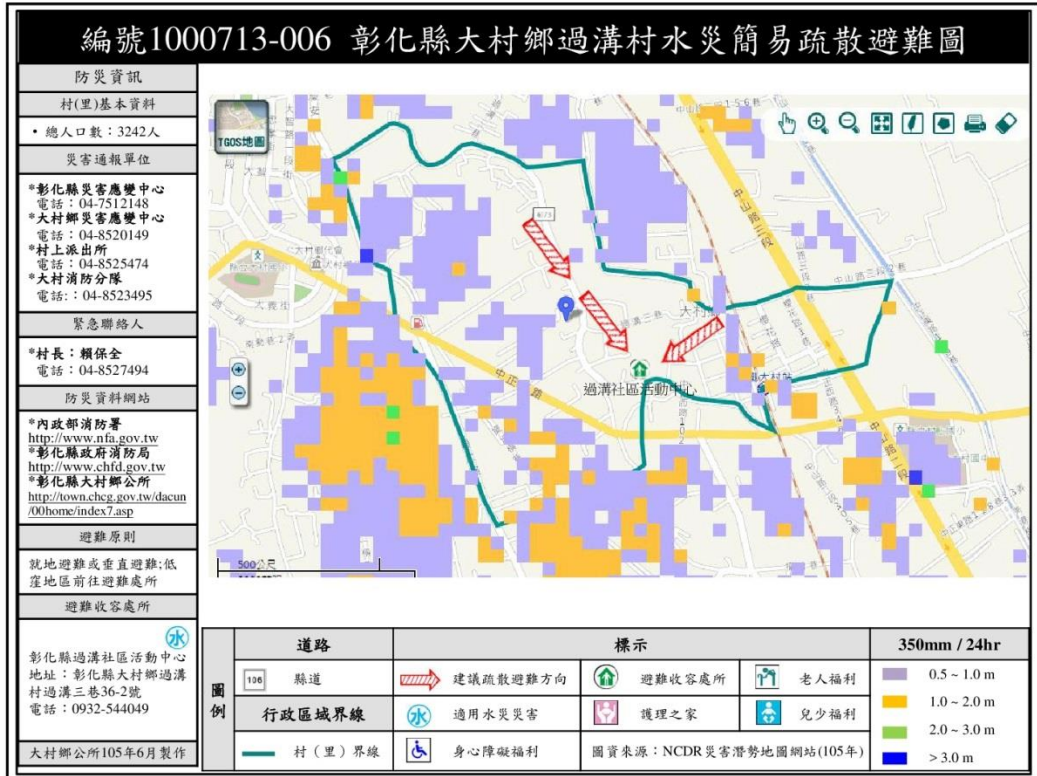 編號1000713-006 彰化縣大村鄉過溝村水災簡易疏散避難圖
防災資訊
村(里)基本資料
• 總人口數：3242人
災害通報單位
*彰化縣災害應變中心
電話：04-7512148
*大村鄉災害應變中心
電話：04-8520149
*村上派出所
電話：04-8525474
*大村消防分隊
電話:：04-8523495
緊急聯絡人
*村長：賴保全
電話：04-8527494
防災資料網站
*內政部消防署
http://www.nfa.gov.tw
*彰化縣政府消防局
http://www.chfd.gov.tw
*彰化縣大村鄉公所
http://town.chcg.gov.tw/dacun
/00home/index7.asp
避難原則
就地避難或垂直避難;低
窪地區前往避難處所
避難收容處所
水
彰化縣過溝社區活動中心
地址：彰化縣大村鄉過溝
村過溝三巷36-2號
電話：0932-544049
大村鄉公所105年6月製作
TGOS地圖
中山路三段
中正路
過溝社區活動中心
中山路二段
500公尺
圖例
道路
標示
350mm / 24hr
106 縣道
建議疏散避難方向
避難收容處所
老人福利
0.5 ~ 1.0 m
行政區域界線
水 適用水災災害
護理之家
兒少福利
1.0 ~ 2.0 m
2.0 ~ 3.0 m
村（里）界線
身心障礙福利
圖資來源：NCDR災害潛勢地圖網站(105年)
> 3.0 m